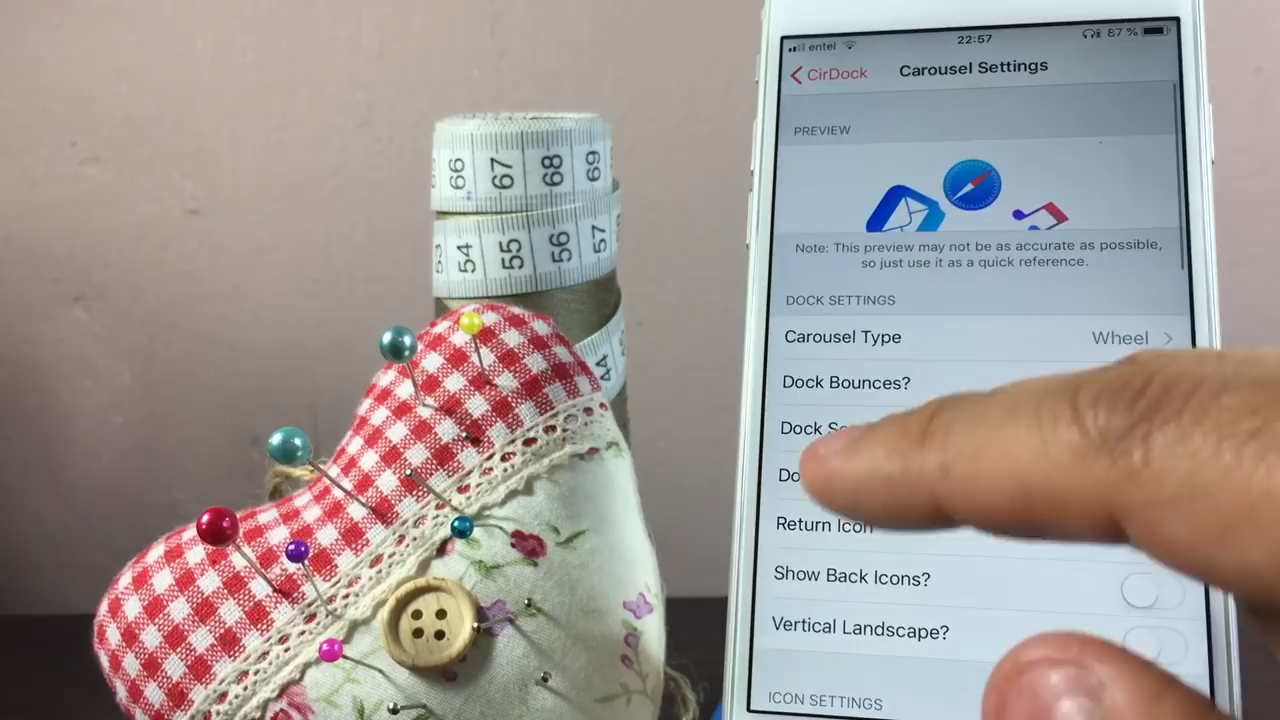 66 67 68 69
53 54 55 56 57
44
entel 22:57 87 %
CirDock Carousel Settings
PREVIEW
Note: This preview may not be as accurate as possible,
so just use it as a quick reference.
DOCK SETTINGS
Carousel Type Wheel
Dock Bounces?
Dock
Return Icon
Show Back Icons?
Vertical Landscape?
ICON SETTINGS